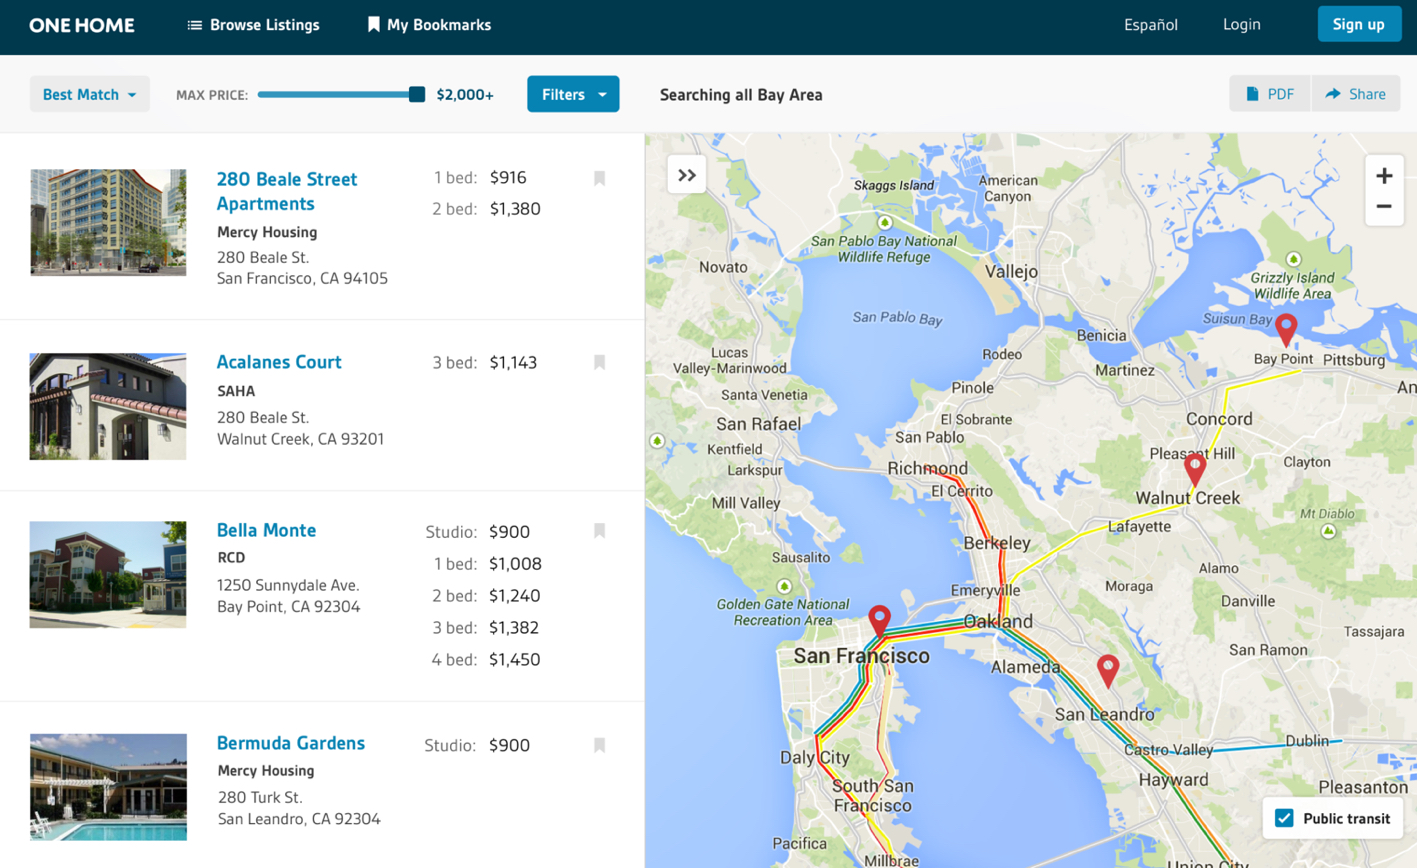 ONE HOME
Browse Listings
My Bookmarks
Español
Login
Sign up
Best Match
MAX PRICE:
$2,000+
Filters
Searching all Bay Area
PDF
Share
280 Beale Street
Apartments
Mercy Housing
280 Beale St.
San Francisco, CA 94105
1 bed: $916
2 bed: $1,380
Acalanes Court
SAHA
280 Beale St.
Walnut Creek, CA 93201
3 bed: $1,143
Bella Monte
RCD
1250 Sunnydale Ave.
Bay Point, CA 92304
Studio: $900
1 bed: $1,008
2 bed: $1,240
3 bed: $1,382
4 bed: $1,450
Bermuda Gardens
Mercy Housing
280 Turk St.
San Leandro, CA 92304
Studio: $900
+
−
Skaggs Island
American
Canyon
San Pablo Bay National
Wildlife Refuge
Novato
Vallejo
Grizzly Island
Wildlife Area
San Pablo Bay
Suisun Bay
Benicia
Lucas
Valley-Marinwood
Rodeo
Martinez
Bay Point
Pittsburg
An
Santa Venetia
Pinole
San Rafael
El Sobrante
Concord
San Pablo
Kentfield
Pleasant Hill
Larkspur
Richmond
Clayton
El Cerrito
Walnut Creek
Mill Valley
Mt Diablo
Lafayette
Berkeley
Sausalito
Alamo
Emeryville
Moraga
Golden Gate National
Recreation Area
Danville
Oakland
Tassajara
San Francisco
San Ramon
Alameda
San Leandro
Daly City
Castro Valley
Dublin
Hayward
South San
Francisco
Pleasanton
Public transit
Pacifica
Millbrae
Union City